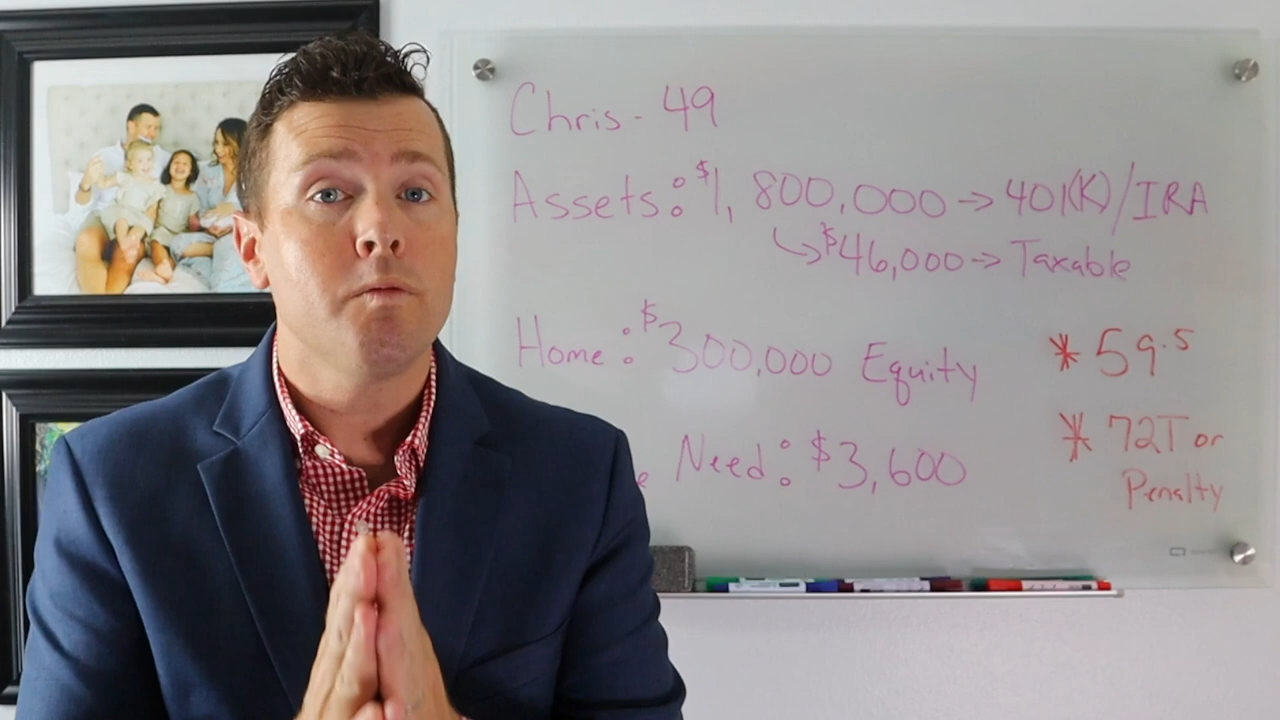 Chris - 49
Assets: $1,800,000 → 401(K)/IRA
↳ $46,000 → Taxable
Home: $300,000 Equity
* 59.5
Need: $3,600
* 72T or
Penalty